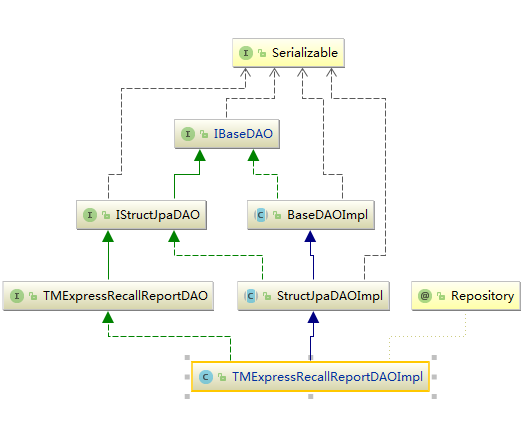 I Serializable
I IBaseDAO
I IStructJpaDAO
C BaseDAOImpl
I TMExpressRecallReportDAO
C StructJpaDAOImpl
@ Repository
C TMExpressRecallReportDAOImpl